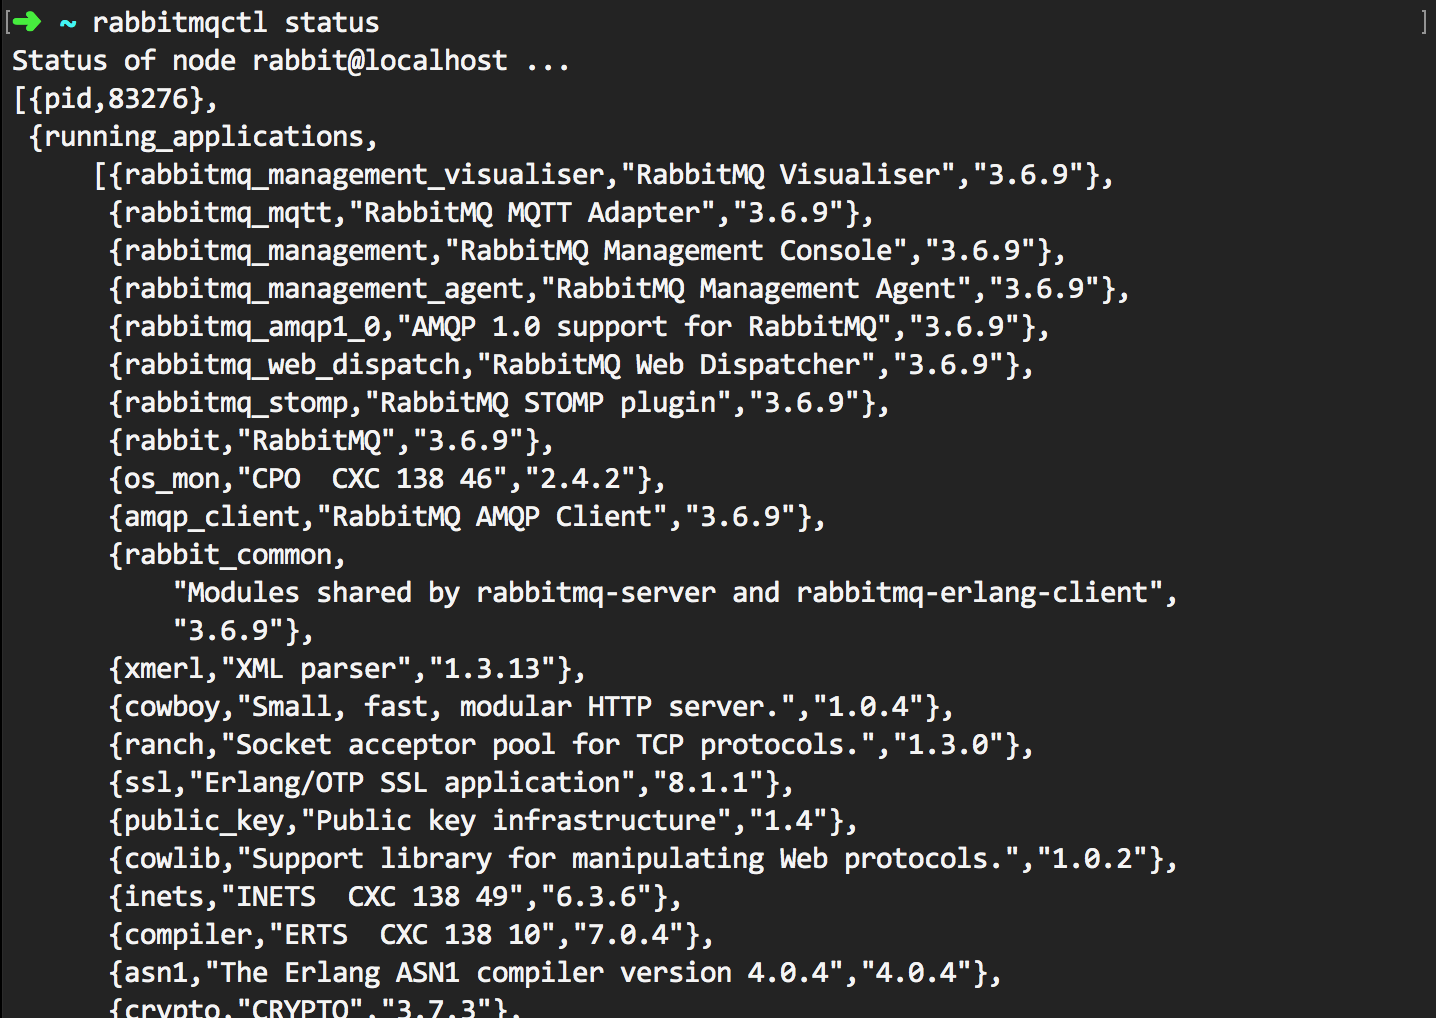 [➜ ~ rabbitmqctl status ]
Status of node rabbit@localhost ...
[{pid,83276},
 {running_applications,
     [{rabbitmq_management_visualiser,"RabbitMQ Visualiser","3.6.9"},
      {rabbitmq_mqtt,"RabbitMQ MQTT Adapter","3.6.9"},
      {rabbitmq_management,"RabbitMQ Management Console","3.6.9"},
      {rabbitmq_management_agent,"RabbitMQ Management Agent","3.6.9"},
      {rabbitmq_amqp1_0,"AMQP 1.0 support for RabbitMQ","3.6.9"},
      {rabbitmq_web_dispatch,"RabbitMQ Web Dispatcher","3.6.9"},
      {rabbitmq_stomp,"RabbitMQ STOMP plugin","3.6.9"},
      {rabbit,"RabbitMQ","3.6.9"},
      {os_mon,"CPO  CXC 138 46","2.4.2"},
      {amqp_client,"RabbitMQ AMQP Client","3.6.9"},
      {rabbit_common,
          "Modules shared by rabbitmq-server and rabbitmq-erlang-client",
          "3.6.9"},
      {xmerl,"XML parser","1.3.13"},
      {cowboy,"Small, fast, modular HTTP server.","1.0.4"},
      {ranch,"Socket acceptor pool for TCP protocols.","1.3.0"},
      {ssl,"Erlang/OTP SSL application","8.1.1"},
      {public_key,"Public key infrastructure","1.4"},
      {cowlib,"Support library for manipulating Web protocols.","1.0.2"},
      {inets,"INETS  CXC 138 49","6.3.6"},
      {compiler,"ERTS  CXC 138 10","7.0.4"},
      {asn1,"The Erlang ASN1 compiler version 4.0.4","4.0.4"},
      {crypto,"CRYPTO","3.7.3"},